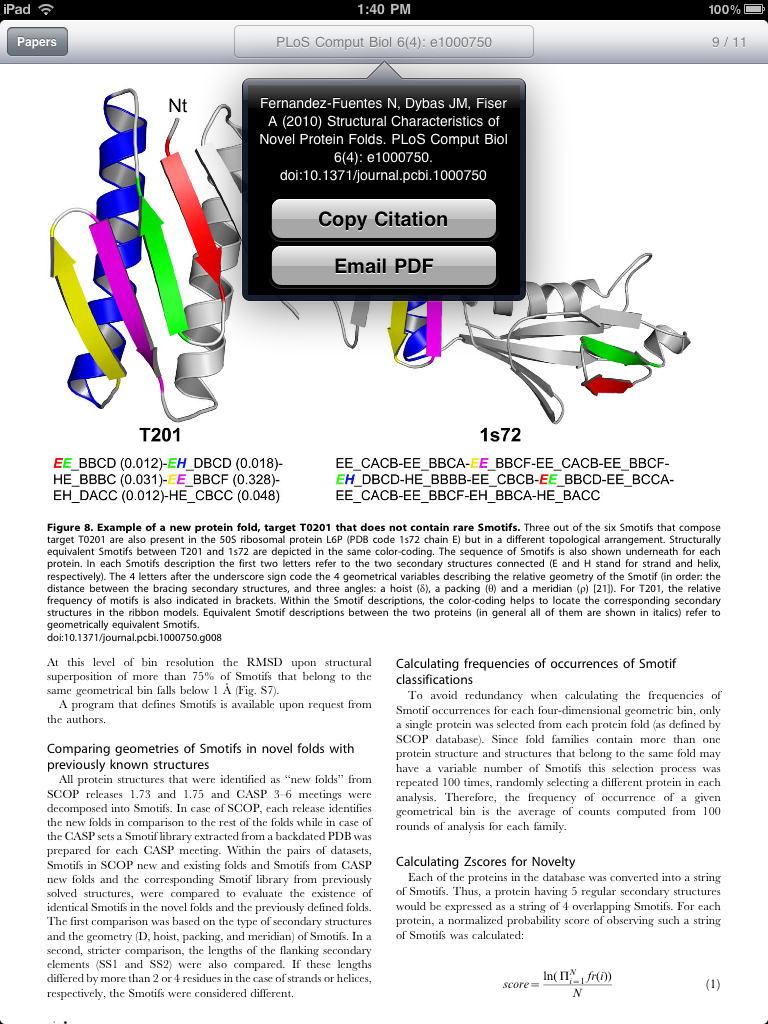 iPad 1:40 PM 100%
Papers PLoS Comput Biol 6(4): e1000750 9 / 11
Fernandez-Fuentes N, Dybas JM, Fiser
A (2010) Structural Characteristics of
Novel Protein Folds. PLoS Comput Biol
6(4): e1000750.
doi:10.1371/journal.pcbi.1000750
Copy Citation
Email PDF
Nt
T201
EE_BBCD (0.012)-EH_DBCD (0.018)-
HE_BBBC (0.031)-EE_BBCF (0.328)-
EH_DACC (0.012)-HE_CBCC (0.048)
1s72
EE_CACB-EE_BBCA-EE_BBCF-EE_CACB-EE_BBCF-
EH_DBCD-HE_BBBB-EE_CBCB-EE_BBCD-EE_BCCA-
EE_CACB-EE_BBCF-EH_BBCA-HE_BACC
Figure 8. Example of a new protein fold, target T0201 that does not contain rare Smotifs. Three out of the six Smotifs that compose
target T0201 are also present in the 50S ribosomal protein L6P (PDB code 1s72 chain E) but in a different topological arrangement. Structurally
equivalent Smotifs between T201 and 1s72 are depicted in the same color-coding. The sequence of Smotifs is also shown underneath for each
protein. In each Smotifs description the first two letters refer to the two secondary structures connected (E and H stand for strand and helix,
respectively). The 4 letters after the underscore sign code the 4 geometrical variables describing the relative geometry of the Smotif (in order: the
distance between the bracing secondary structures, and three angles: a hoist (δ), a packing (θ) and a meridian (ρ) [21]). For T201, the relative
frequency of motifs is also indicated in brackets. Within the Smotif descriptions, the color-coding helps to locate the corresponding secondary
structures in the ribbon models. Equivalent Smotif descriptions between the two proteins (in general all of them are shown in italics) refer to
geometrically equivalent Smotifs.
doi:10.1371/journal.pcbi.1000750.g008
At this level of bin resolution the RMSD upon structural
superposition of more than 75% of Smotifs that belong to the
same geometrical bin falls below 1 Å (Fig. S7).
A program that defines Smotifs is available upon request from
the authors.
Comparing geometries of Smotifs in novel folds with
previously known structures
All protein structures that were identified as ‘‘new folds’’ from
SCOP releases 1.73 and 1.75 and CASP 3–6 meetings were
decomposed into Smotifs. In case of SCOP, each release identifies
the new folds in comparison to the rest of the folds while in case of
the CASP sets a Smotif library extracted from a backdated PDB was
prepared for each CASP meeting. Within the pairs of datasets,
Smotifs in SCOP new and existing folds and Smotifs from CASP
new folds and the corresponding Smotif library from previously
solved structures, were compared to evaluate the existence of
identical Smotifs in the novel folds and the previously defined folds.
The first comparison was based on the type of secondary structures
and the geometry (D, hoist, packing, and meridian) of Smotifs. In a
second, stricter comparison, the lengths of the flanking secondary
elements (SS1 and SS2) were also compared. If these lengths
differed by more than 2 or 4 residues in the case of strands or helices,
respectively, the Smotifs were considered different.
Calculating frequencies of occurrences of Smotif
classifications
To avoid redundancy when calculating the frequencies of
Smotif occurrences for each four-dimensional geometric bin, only
a single protein was selected from each protein fold (as defined by
SCOP database). Since fold families contain more than one
protein structure and structures that belong to the same fold may
have a variable number of Smotifs this selection process was
repeated 100 times, randomly selecting a different protein in each
analysis. Therefore, the frequency of occurrence of a given
geometrical bin is the average of counts computed from 100
rounds of analysis for each family.
Calculating Zscores for Novelty
Each of the proteins in the database was converted into a string
of Smotifs. Thus, a protein having 5 regular secondary structures
would be expressed as a string of 4 overlapping Smotifs. For each
protein, a normalized probability score of observing such a string
of Smotifs was calculated:
score = ln( Π_{i=1}^{N} fr(i)) / N (1)